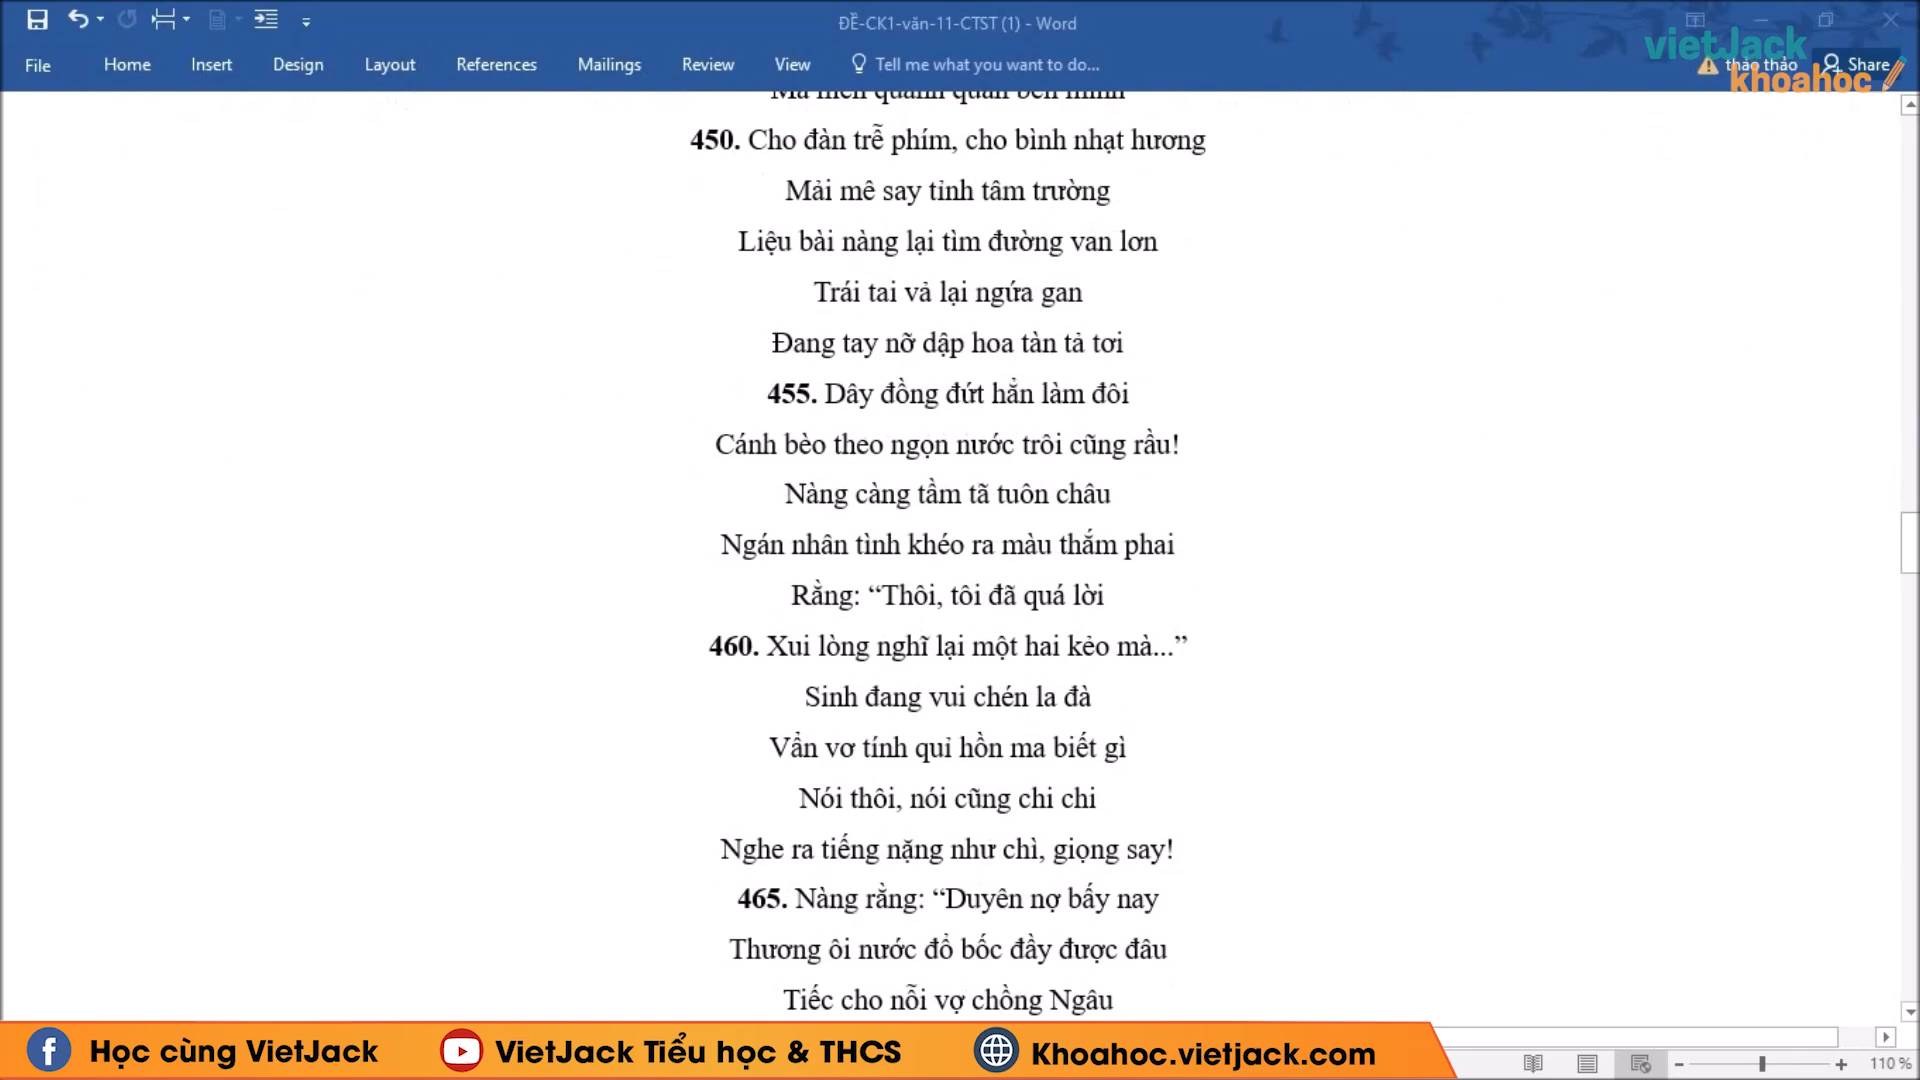 ĐỀ-CK1-văn-11-CTST (1) - Word
vietJack
khoahoc
File Home Insert Design Layout References Mailings Review View Tell me what you want to do... thảo thảo Share
450. Cho đàn trễ phím, cho bình nhạt hương
Mải mê say tỉnh tâm trường
Liệu bài nàng lại tìm đường van lơn
Trái tai vả lại ngứa gan
Đang tay nỡ dập hoa tàn tả tơi
455. Dây đồng đứt hẳn làm đôi
Cánh bèo theo ngọn nước trôi cũng rầu!
Nàng càng tầm tã tuôn châu
Ngán nhân tình khéo ra màu thắm phai
Rằng: “Thôi, tôi đã quá lời
460. Xui lòng nghĩ lại một hai kẻo mà...”
Sinh đang vui chén la đà
Vẩn vơ tính quỉ hồn ma biết gì
Nói thôi, nói cũng chi chi
Nghe ra tiếng nặng như chì, giọng say!
465. Nàng rằng: “Duyên nợ bấy nay
Thương ôi nước đổ bốc đầy được đâu
Tiếc cho nỗi vợ chồng Ngâu
Học cùng VietJack
VietJack Tiểu học & THCS
Khoahoc.vietjack.com
110 %